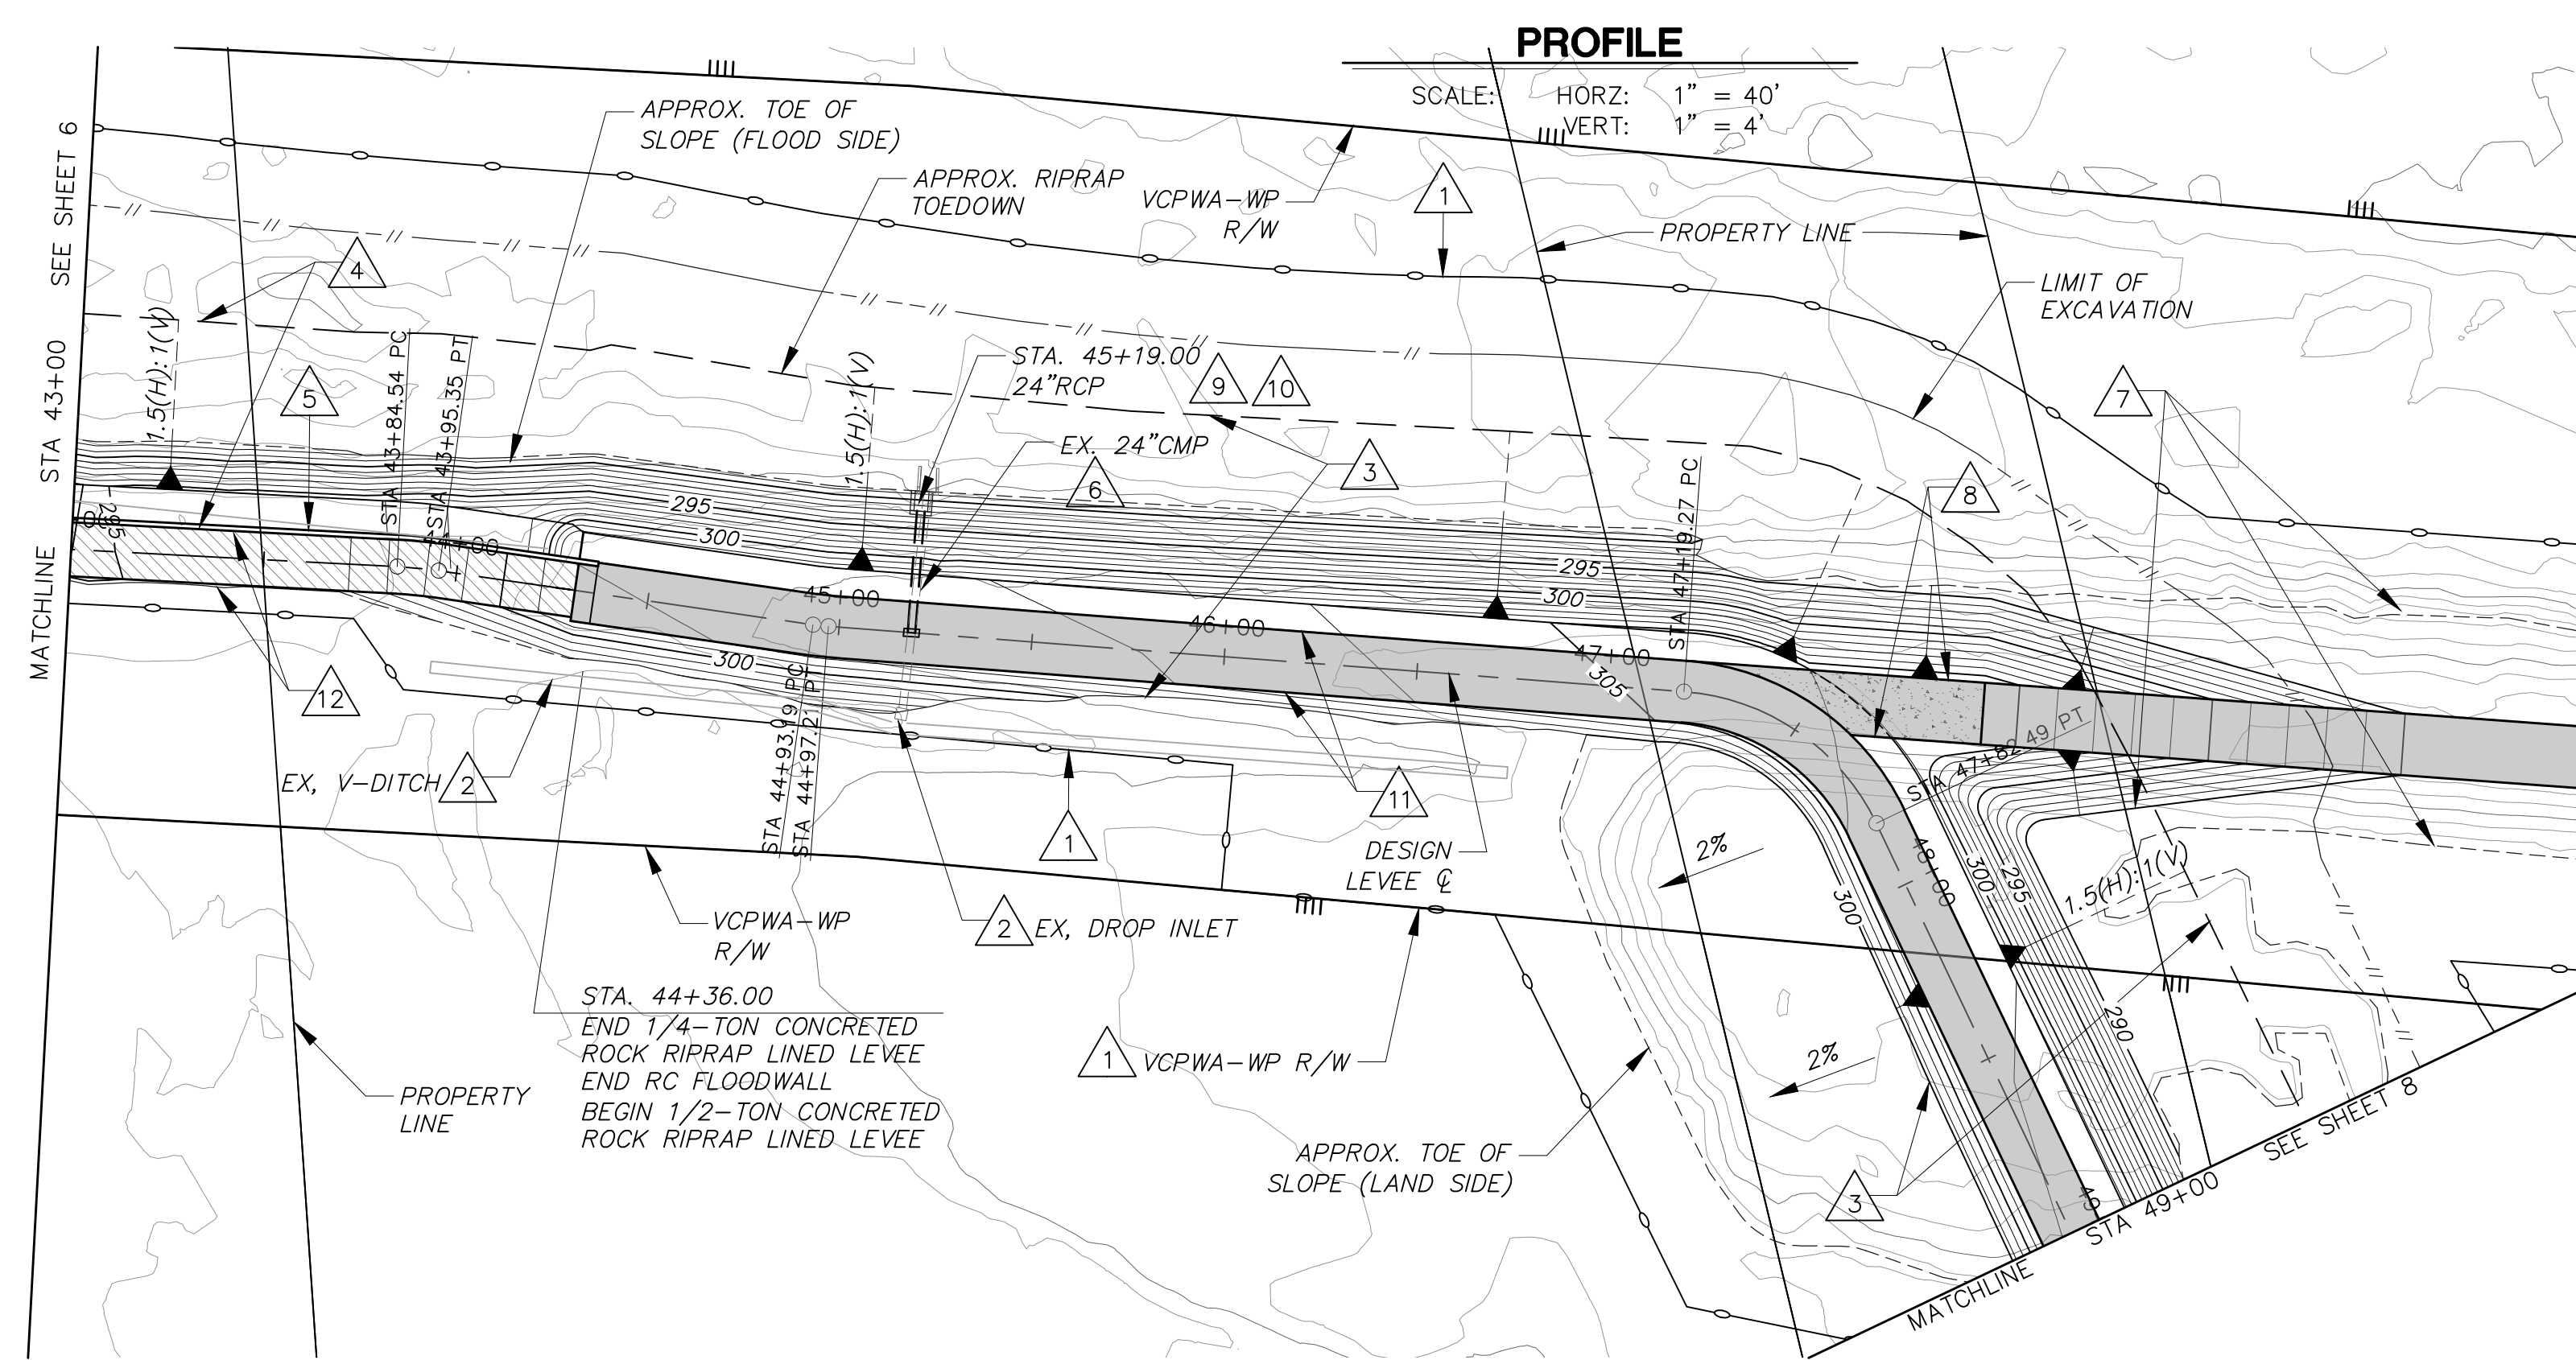 PROFILE
SCALE: HORZ: 1" = 40'
VERT: 1" = 4'
MATCHLINE STA 43+00 SEE SHEET 6
APPROX. TOE OF
SLOPE (FLOOD SIDE)
APPROX. RIPRAP
TOEDOWN
VCPWA-WP
R/W
1
PROPERTY LINE
LIMIT OF
EXCAVATION
4
5
1.5(H):1(V)
STA 43+84.54 PC
STA 43+95.35 PT
1.5(H):1(V)
STA. 45+19.00
24"RCP
9
10
EX. 24"CMP
6
3
7
8
STA 47+19.27 PC
295
295
300
295
300
44+00
45+00
46+00
47+00
305
300
12
EX, V-DITCH
2
STA 44+93.19 PC
STA 44+97.21 PT
1
11
DESIGN
LEVEE ℄
2%
STA 47+82.49 PT
48+00
300
300
295
1.5(H):1(V)
290
VCPWA-WP
R/W
2
EX, DROP INLET
STA. 44+36.00
END 1/4-TON CONCRETED
ROCK RIPRAP LINED LEVEE
END RC FLOODWALL
BEGIN 1/2-TON CONCRETED
ROCK RIPRAP LINED LEVEE
1
VCPWA-WP R/W
2%
PROPERTY
LINE
APPROX. TOE OF
SLOPE (LAND SIDE)
3
49
MATCHLINE STA 49+00 SEE SHEET 8